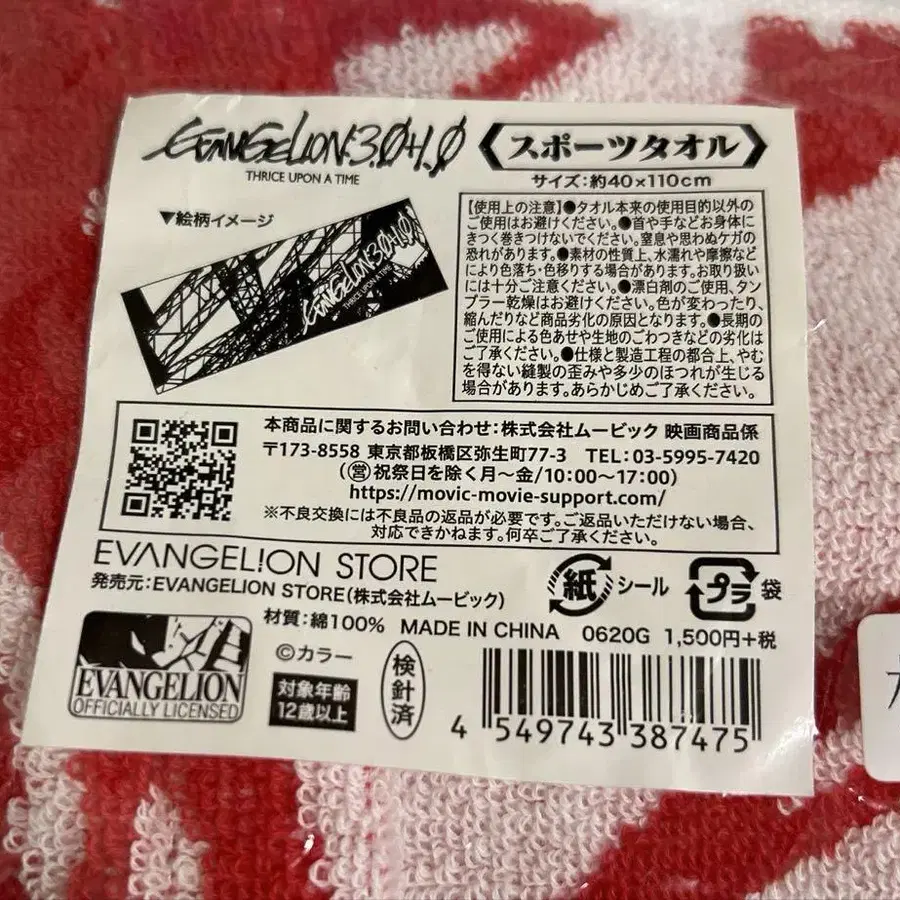 EVANGELION:3.0+1.0
THRICE UPON A TIME
スポーツタオル
サイズ:約40×110cm
▼絵柄イメージ
EVANGELION:3.0+1.0
THRICE UPON A TIME
【使用上の注意】●タオル本来の使用目的以外の
ご使用はお避けください。●首や手などお身体に
きつく巻きつけないでください。窒息や思わぬケガの
恐れがあります。●素材の性質上、水濡れや摩擦など
により色落ち・色移りする場合があります。お取り扱い
には十分ご注意ください。●漂白剤のご使用、タン
ブラー乾燥はお避けください。色が変わったり、
縮んだりなど商品劣化の原因となります。●長期の
ご使用による色あせや生地のごわつきなどの劣化は
ご了承ください。●仕様と製造工程の都合上、やむ
を得ない縫製の歪みや多少のほつれが生じる
場合があります。あらかじめご了承ください。
本商品に関するお問い合わせ:株式会社ムービック 映画商品係
〒173-8558 東京都板橋区弥生町77-3 TEL:03-5995-7420
(㊡祝祭日を除く月〜金/10:00〜17:00)
https://movic-movie-support.com/
※不良交換には不良品の返品が必要です。ご返品いただけない場合、
対応できかねます。何卒ご了承ください。
EVANGELION STORE
発売元:EVANGELION STORE(株式会社ムービック)
紙 シール
プラ 袋
材質:綿100% MADE IN CHINA 0620G 1,500円+税
EVANGELION
OFFICIALLY LICENSED
©カラー
対象年齢
12歳以上
検針済
4 549743 387475